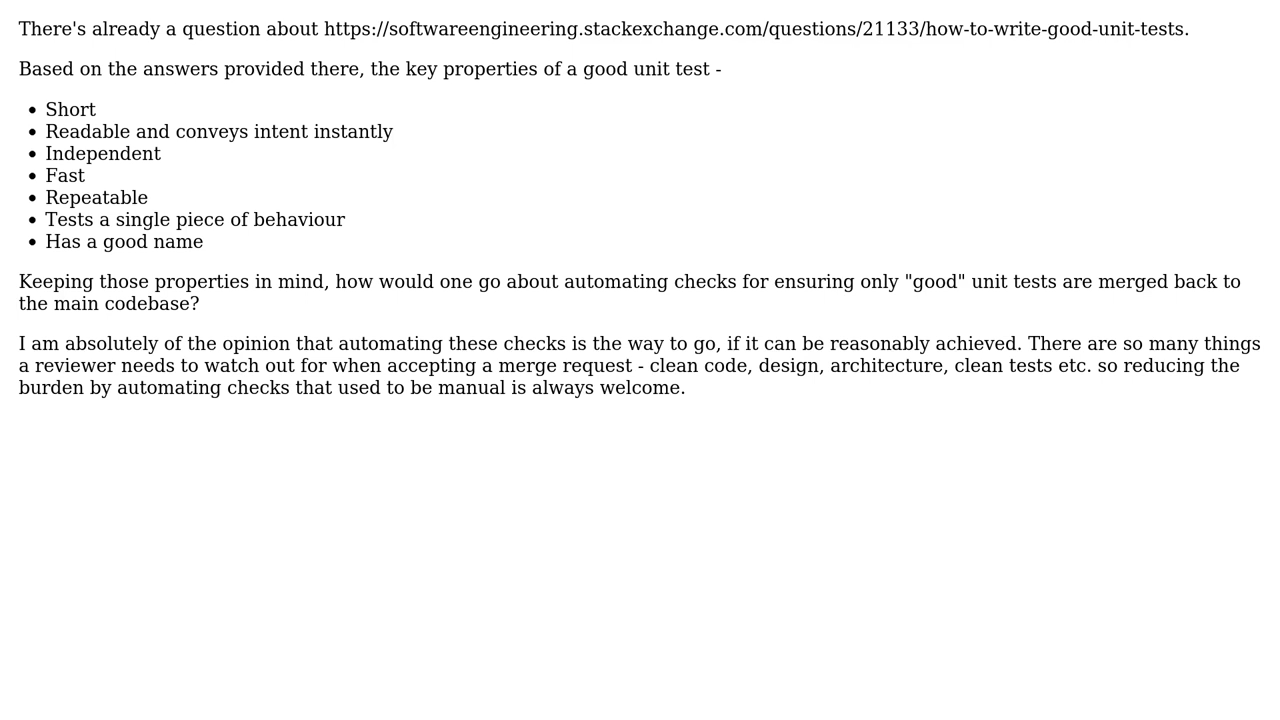 There's already a question about https://softwareengineering.stackexchange.com/questions/21133/how-to-write-good-unit-tests.
Based on the answers provided there, the key properties of a good unit test -
• Short
• Readable and conveys intent instantly
• Independent
• Fast
• Repeatable
• Tests a single piece of behaviour
• Has a good name
Keeping those properties in mind, how would one go about automating checks for ensuring only "good" unit tests are merged back to
the main codebase?
I am absolutely of the opinion that automating these checks is the way to go, if it can be reasonably achieved. There are so many things
a reviewer needs to watch out for when accepting a merge request - clean code, design, architecture, clean tests etc. so reducing the
burden by automating checks that used to be manual is always welcome.